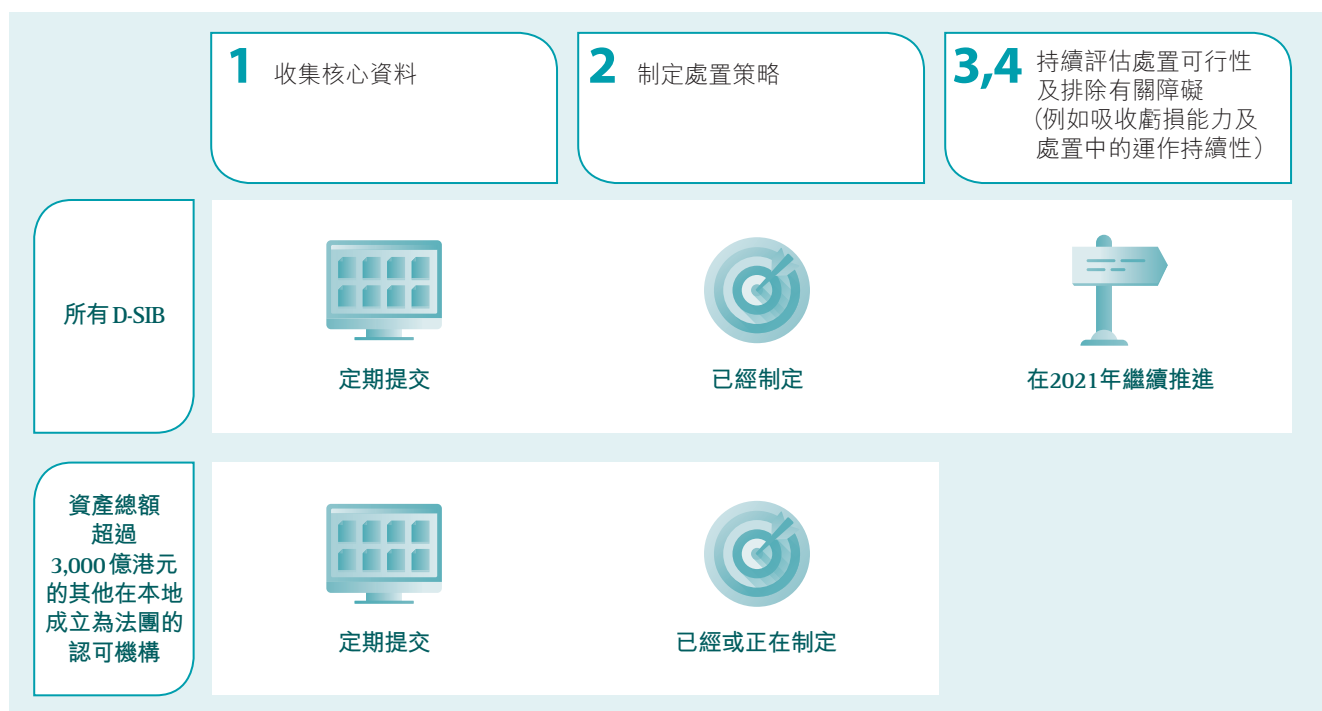 1 收集核心資料
2 制定處置策略
3,4 持續評估處置可行性
及排除有關障礙
(例如吸收虧損能力及
處置中的運作持續性)
所有 D-SIB
定期提交
已經制定
在2021年繼續推進
資產總額
超過
3,000 億港元
的其他在本地
成立為法團的
認可機構
定期提交
已經或正在制定